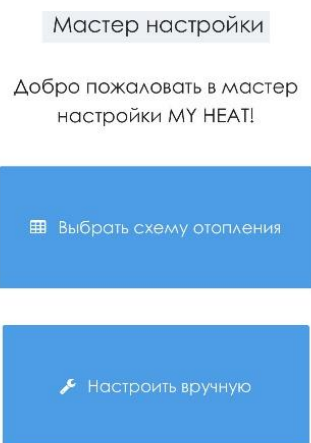 Мастер настройки
Добро пожаловать в мастер
настройки MY HEAT!
Выбрать схему отопления
Настроить вручную